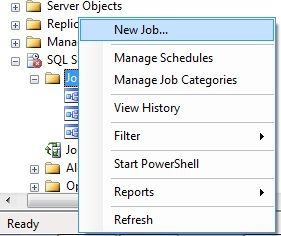 Server Objects
Replic
Mana
SQL S
Jo
Jo
Al
Op
New Job...
Manage Schedules
Manage Job Categories
View History
Filter
Start PowerShell
Reports
Refresh
Ready